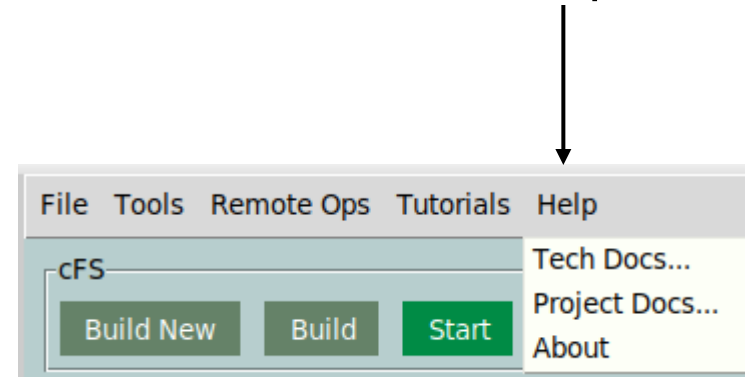 File Tools Remote Ops Tutorials Help
cFS
Build New Build Start
Tech Docs...
Project Docs...
About